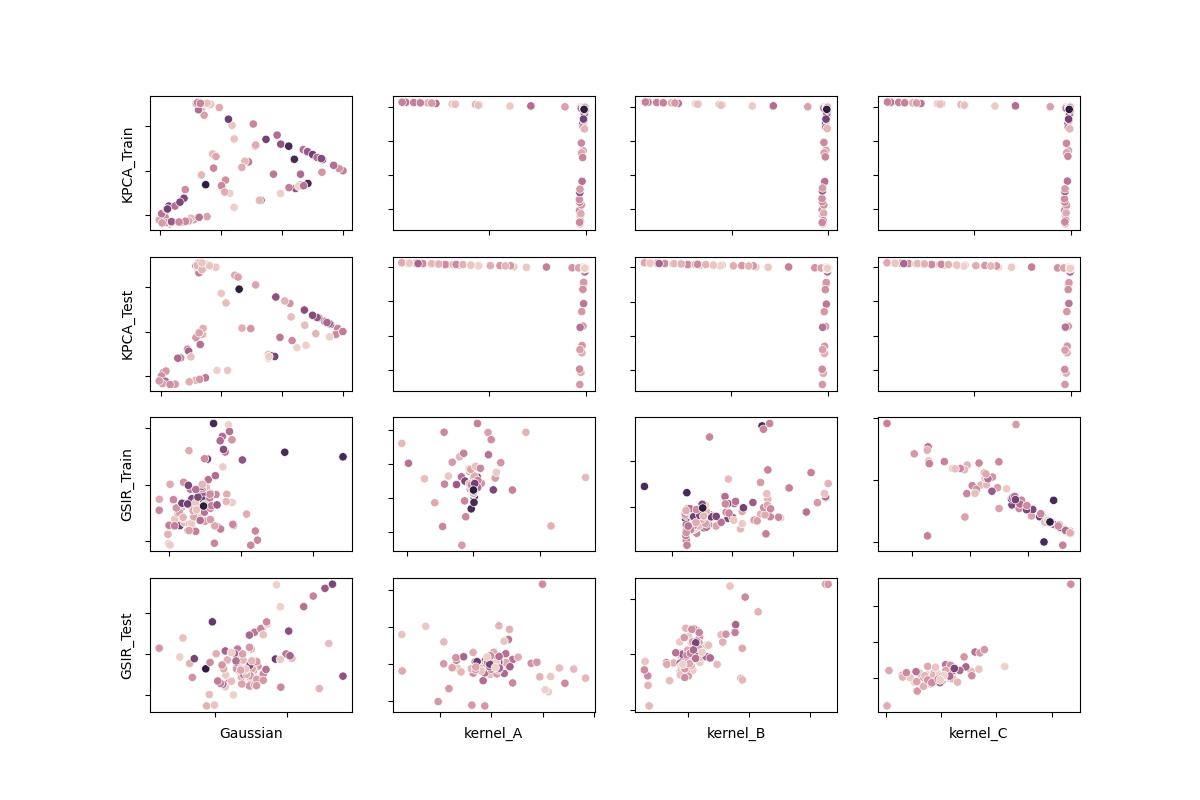 KPCA_Train
KPCA_Test
GSIR_Train
GSIR_Test
Gaussian
kernel_A
kernel_B
kernel_C